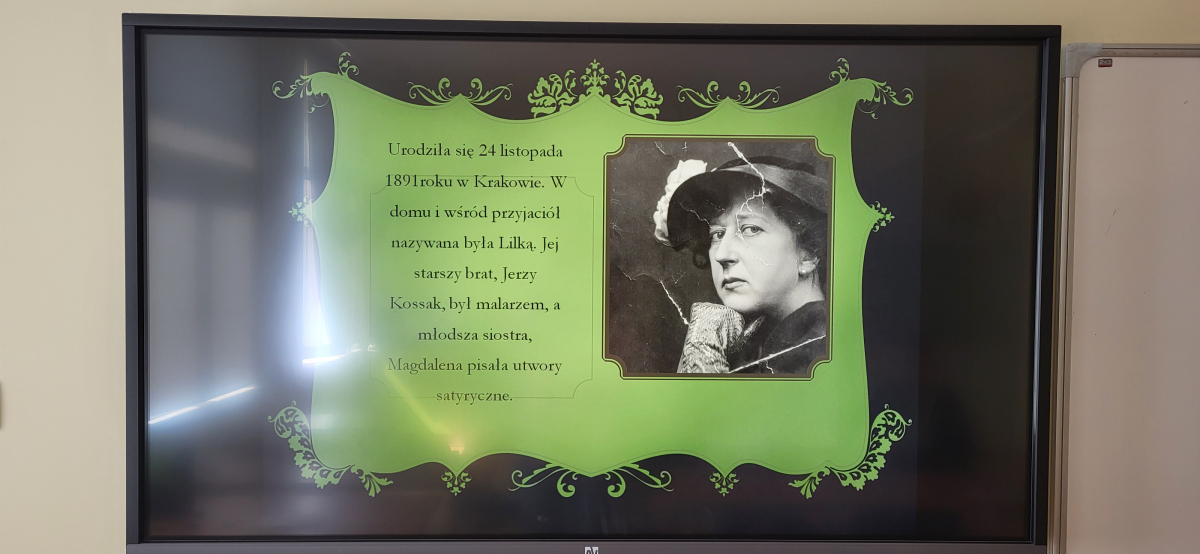 Urodziła się 24 listopada
1891roku w Krakowie. W
domu i wśród przyjaciół
nazywana była Lilką. Jej
starszy brat, Jerzy
Kossak, był malarzem, a
młodsza siostra,
Magdalena pisała utwory
satyryczne.